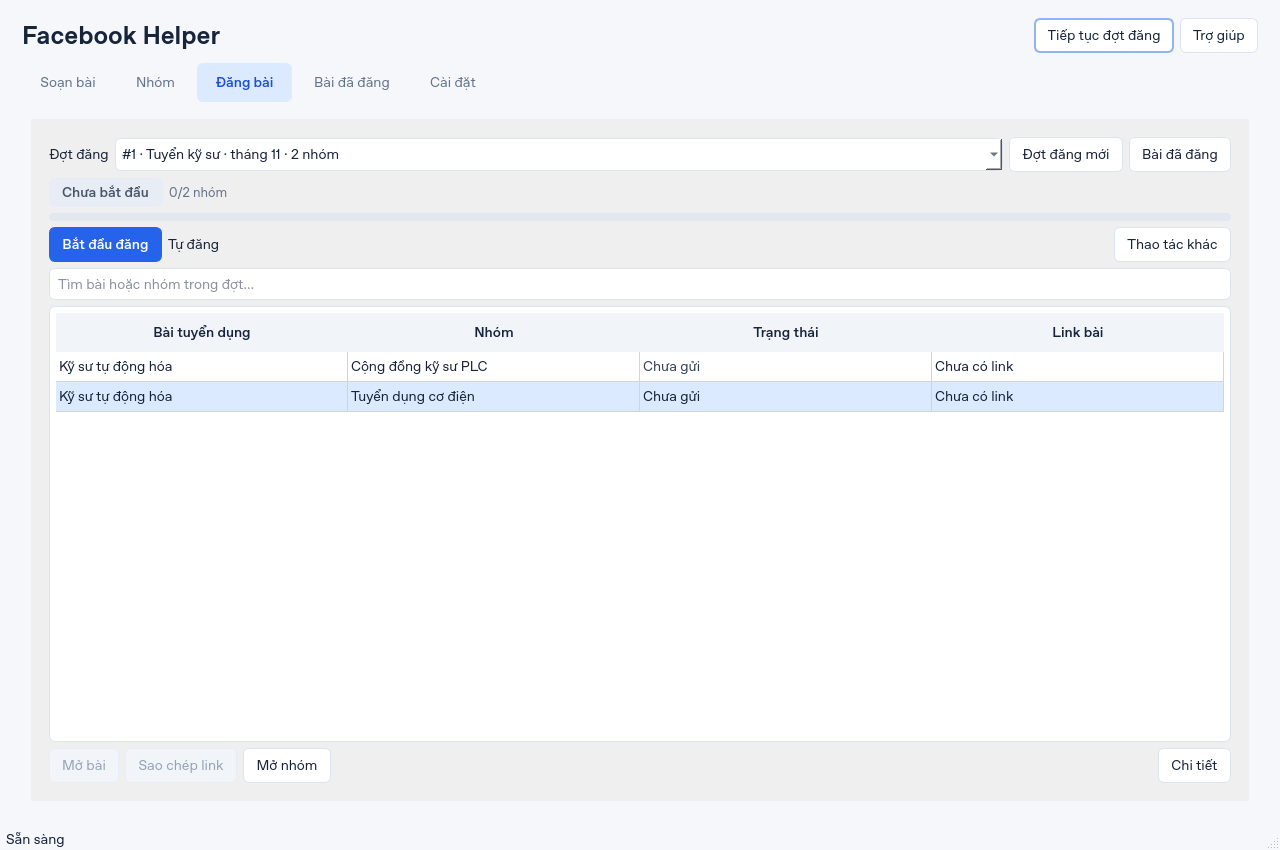 Facebook Helper
Tiếp tục đợt đăng
Trợ giúp
Soạn bài
Nhóm
Đăng bài
Bài đã đăng
Cài đặt
Đợt đăng
#1 · Tuyển kỹ sư · tháng 11 · 2 nhóm
Đợt đăng mới
Bài đã đăng
Chưa bắt đầu
0/2 nhóm
Bắt đầu đăng
Tự đăng
Thao tác khác
Tìm bài hoặc nhóm trong đợt...
Bài tuyển dụng
Nhóm
Trạng thái
Link bài
Kỹ sư tự động hóa
Cộng đồng kỹ sư PLC
Chưa gửi
Chưa có link
Kỹ sư tự động hóa
Tuyển dụng cơ điện
Chưa gửi
Chưa có link
Mở bài
Sao chép link
Mở nhóm
Chi tiết
Sẵn sàng